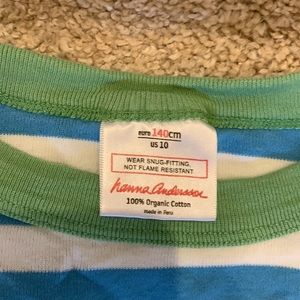 EURO 140cm
US 10
WEAR SNUG-FITTING,
NOT FLAME RESISTANT
hanna andersson
100% Organic Cotton
made in Peru